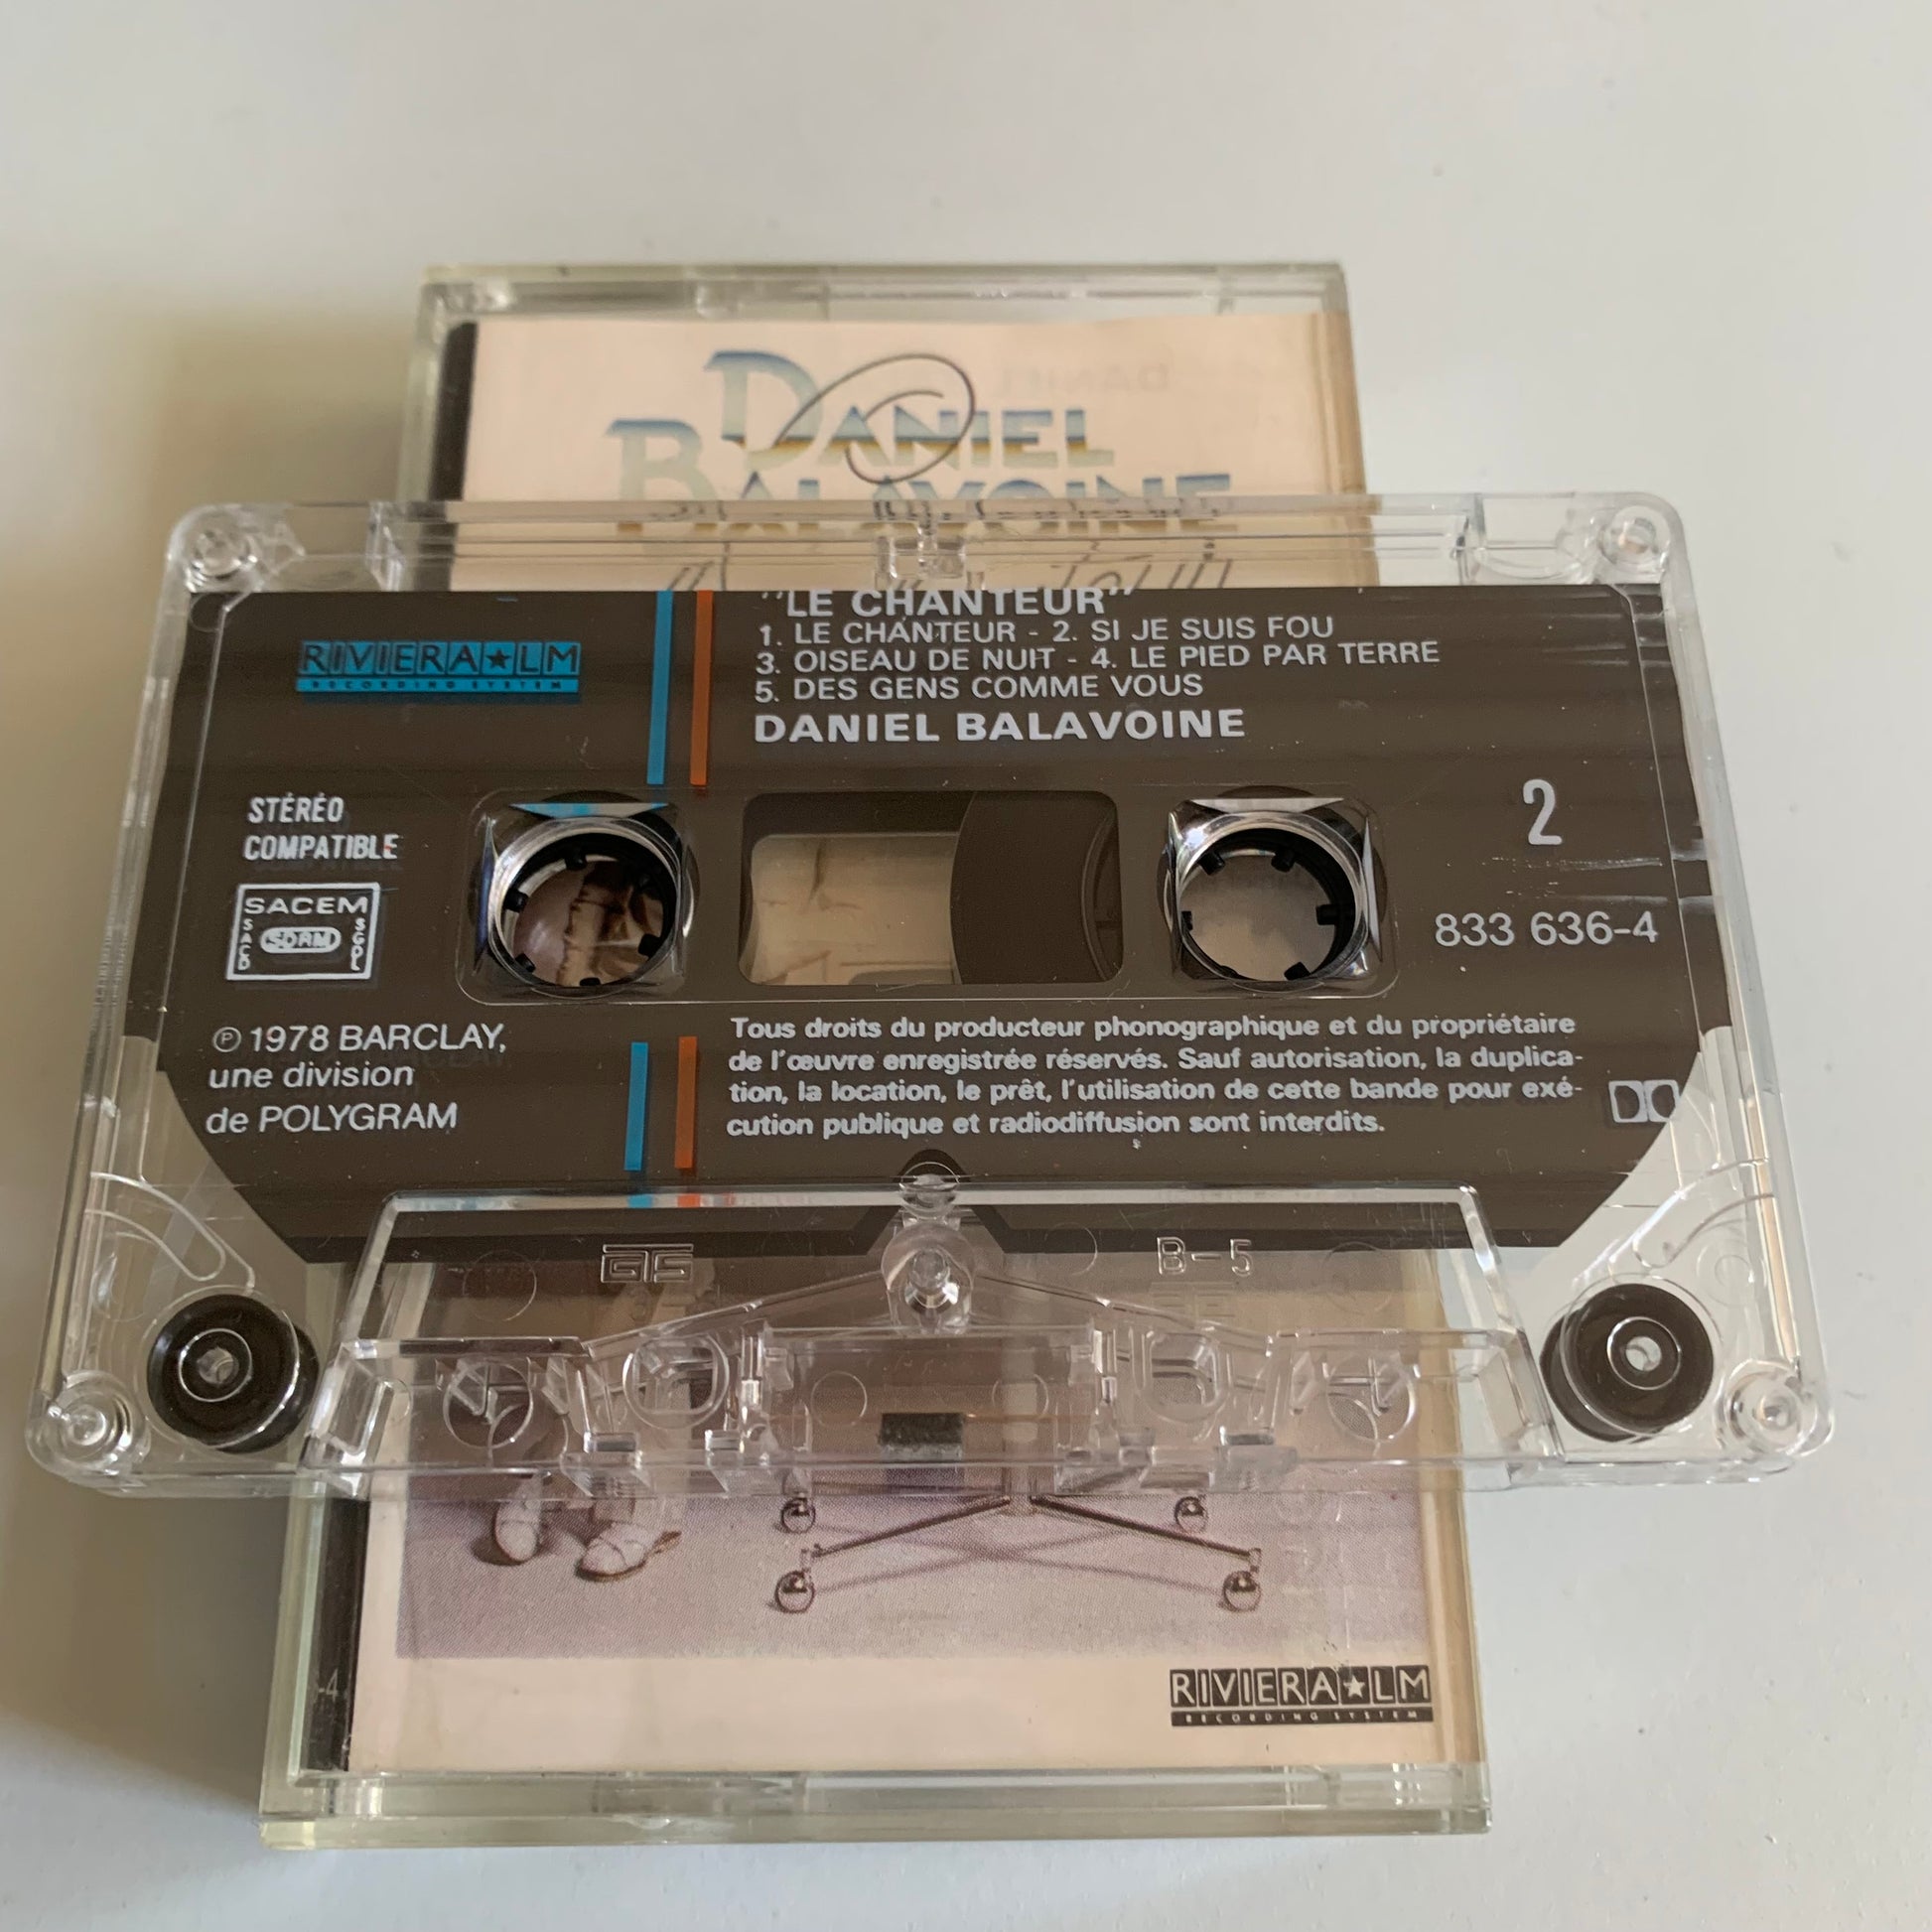 DANIEL
BALAVOINE
"LE CHANTEUR"
1. LE CHANTEUR - 2. SI JE SUIS FOU
3. OISEAU DE NUIT - 4. LE PIED PAR TERRE
5. DES GENS COMME VOUS
DANIEL BALAVOINE
RIVIERA★LM
RECORDING SYSTEM
STÉRÉO
COMPATIBLE
2
SACEM
SACD
SDRM
SGDL
833 636-4
℗ 1978 BARCLAY,
une division
de POLYGRAM
Tous droits du producteur phonographique et du propriétaire
de l'œuvre enregistrée réservés. Sauf autorisation, la duplica-
tion, la location, le prêt, l'utilisation de cette bande pour exé-
cution publique et radiodiffusion sont interdits.
B-5
-4
RIVIERA★LM
RECORDING SYSTEM